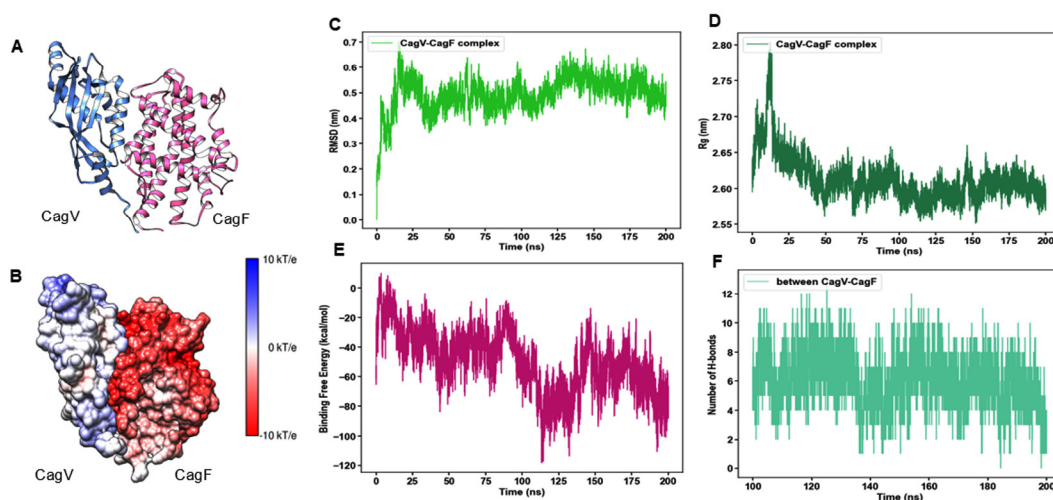 A
CagV
CagF
B
10 kT/e
0 kT/e
-10 kT/e
CagV
CagF
C
CagV-CagF complex
RMSD (nm)
0.7
0.6
0.5
0.4
0.3
0.2
0.1
0.0
0 25 50 75 100 125 150 175 200
Time (ns)
D
CagV-CagF complex
Rg (nm)
2.80
2.75
2.70
2.65
2.60
2.55
0 25 50 75 100 125 150 175 200
Time (ns)
E
Binding Free Energy (kcal/mol)
0
−20
−40
−60
−80
−100
−120
0 25 50 75 100 125 150 175 200
Time (ns)
F
between CagV-CagF
Number of H-bonds
12
10
8
6
4
2
0
100 120 140 160 180 200
Time (ns)